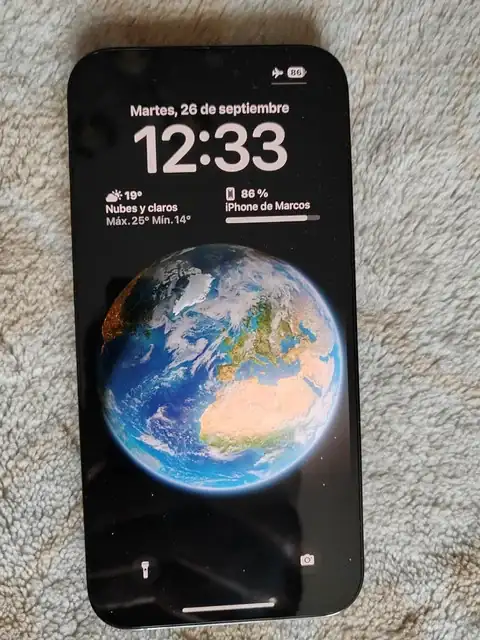 86
Martes, 26 de septiembre
12:33
19°
Nubes y claros
Máx. 25° Mín. 14°
86 %
iPhone de Marcos